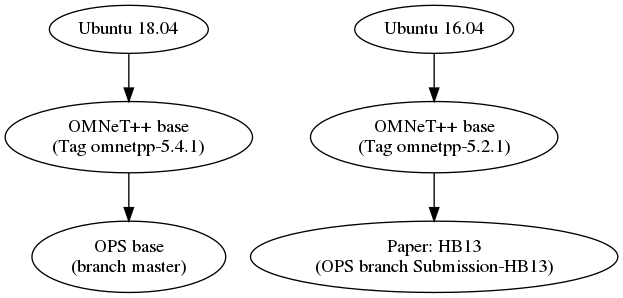 Ubuntu 18.04
Ubuntu 16.04
OMNeT++ base
(Tag omnetpp-5.4.1)
OMNeT++ base
(Tag omnetpp-5.2.1)
OPS base
(branch master)
Paper: HB13
(OPS branch Submission-HB13)